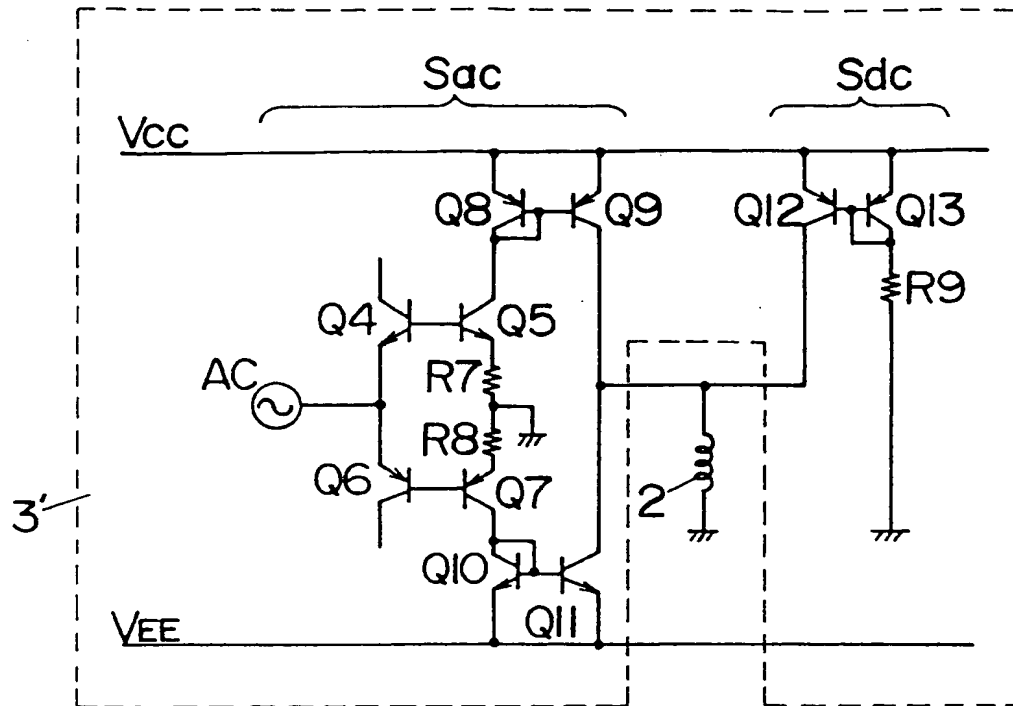 Sac Sdc
VCC
Q8 Q9 Q12 Q13
R9
Q4 Q5
AC
R7
R8
Q6 Q7
2
3'
Q10
Q11
VEE